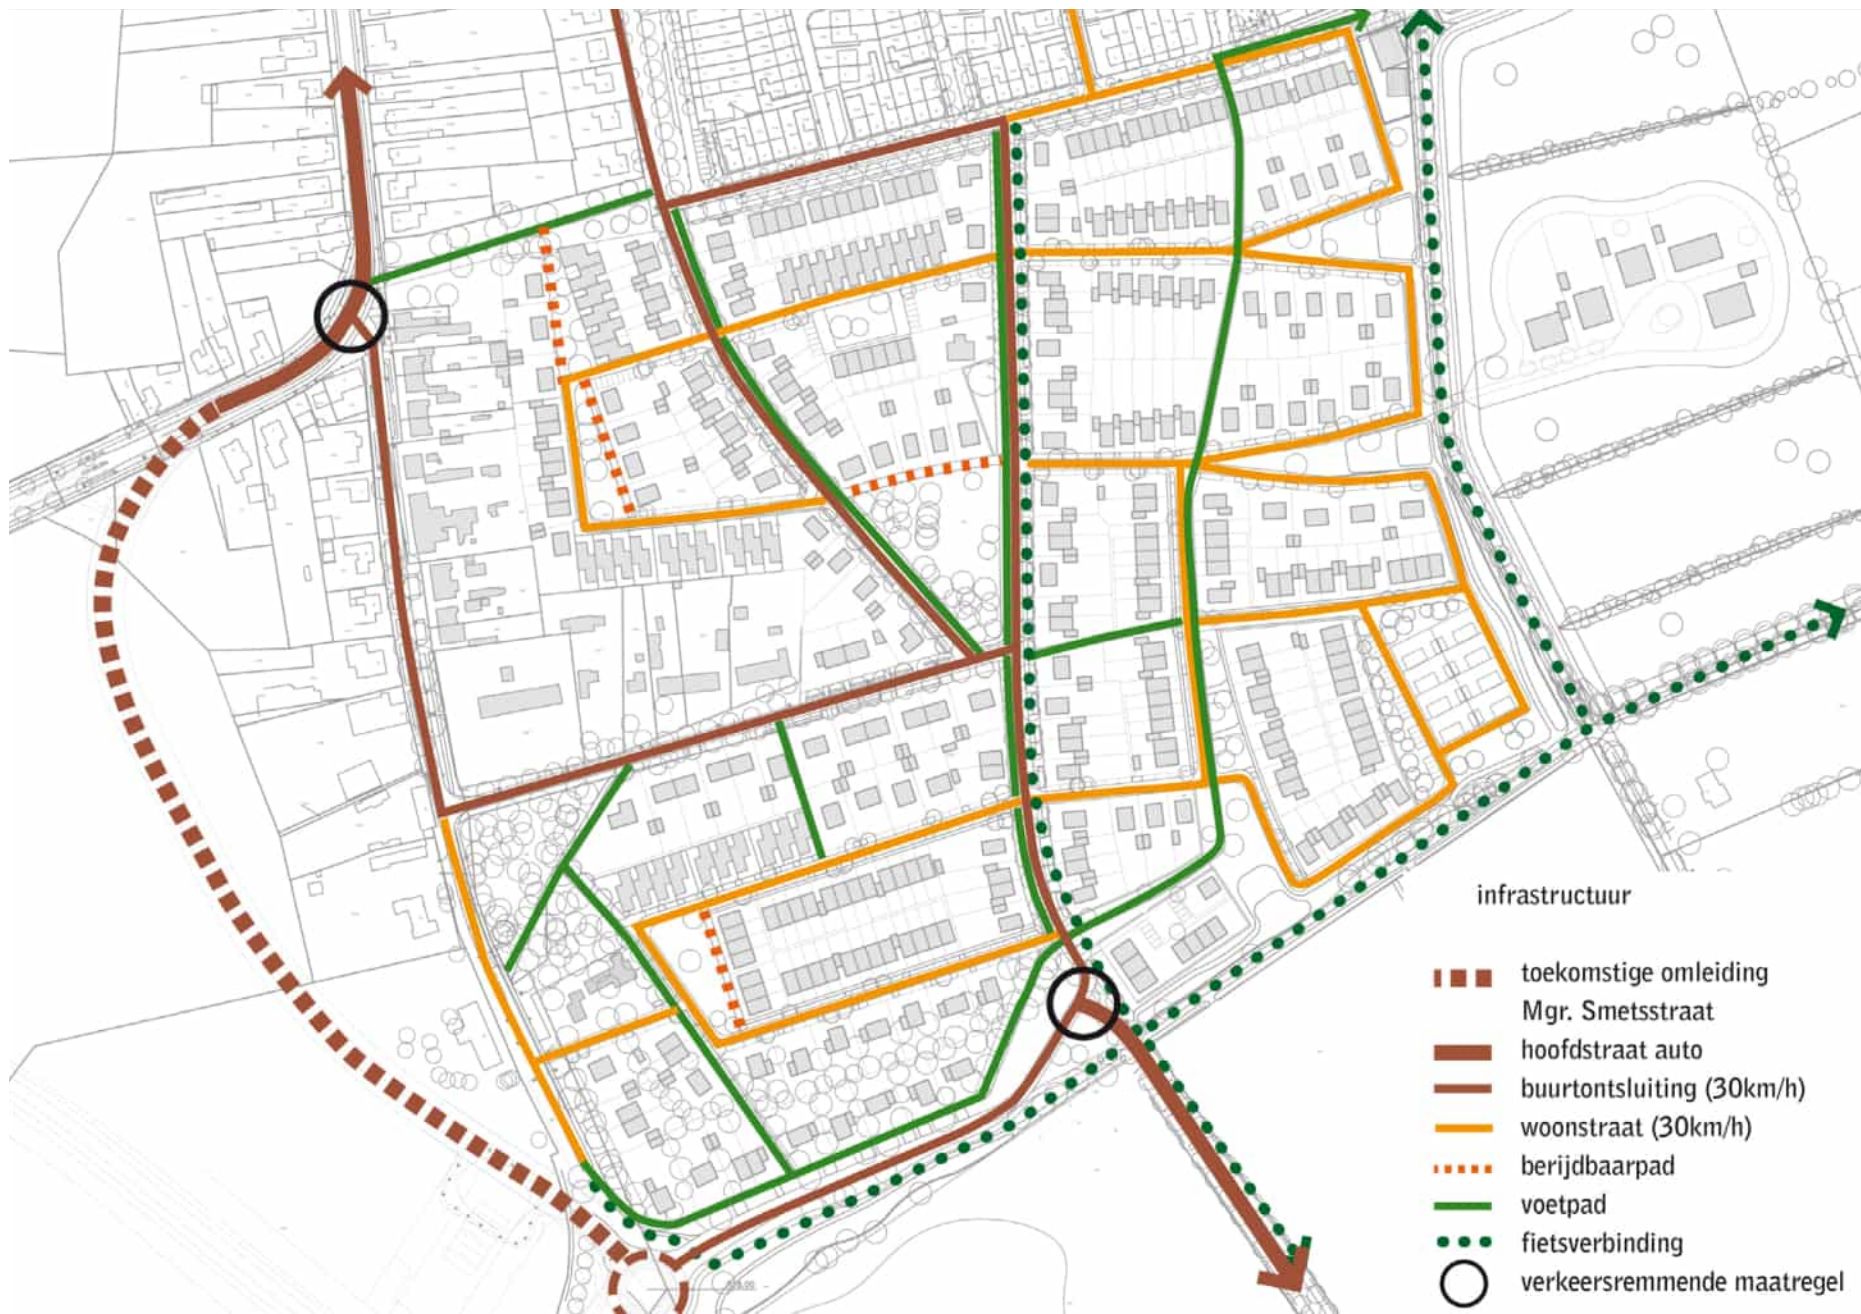 infrastructuur
toekomstige omleiding
Mgr. Smetsstraat
hoofdstraat auto
buurtontsluiting (30km/h)
woonstraat (30km/h)
berijdbaarpad
voetpad
fietsverbinding
verkeersremmende maatregel